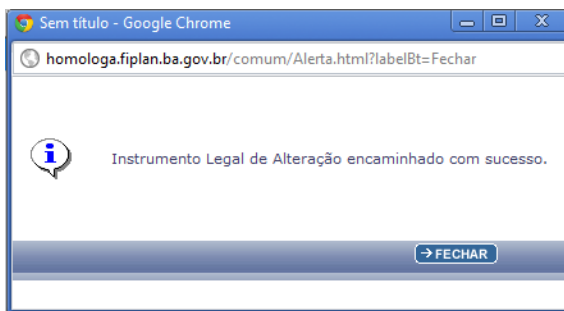 Sem título - Google Chrome
homologa.fiplan.ba.gov.br/comum/Alerta.html?labelBt=Fechar
Instrumento Legal de Alteração encaminhado com sucesso.
FECHAR